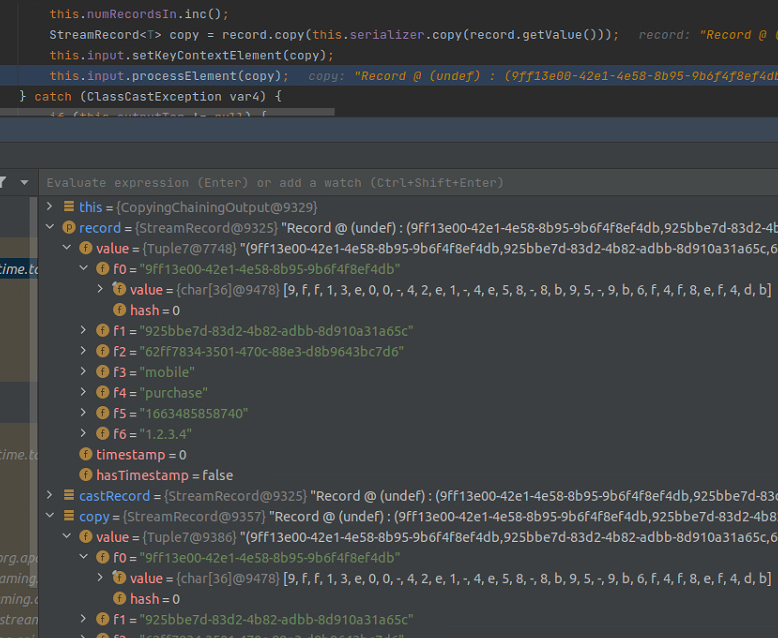 this.numRecordsIn.inc();
StreamRecord<T> copy = record.copy(this.serializer.copy(record.getValue())); record: "Record @ (
this.input.setKeyContextElement(copy);
this.input.processElement(copy); copy: "Record @ (undef) : (9ff13e00-42e1-4e58-8b95-9b6f4f8ef4db
} catch (ClassCastException var4) {
if (this.outputTag != null) {
Evaluate expression (Enter) or add a watch (Ctrl+Shift+Enter)
this = {CopyingChainingOutput@9329}
record = {StreamRecord@9325} "Record @ (undef) : (9ff13e00-42e1-4e58-8b95-9b6f4f8ef4db,925bbe7d-83d2-4b
value = {Tuple7@7748} "(9ff13e00-42e1-4e58-8b95-9b6f4f8ef4db,925bbe7d-83d2-4b82-adbb-8d910a31a65c,6
time.to
f0 = "9ff13e00-42e1-4e58-8b95-9b6f4f8ef4db"
value = {char[36]@9478} [9, f, f, 1, 3, e, 0, 0, -, 4, 2, e, 1, -, 4, e, 5, 8, -, 8, b, 9, 5, -, 9, b, 6, f, 4, f, 8, e, f, 4, d, b]
hash = 0
f1 = "925bbe7d-83d2-4b82-adbb-8d910a31a65c"
f2 = "62ff7834-3501-470c-88e3-d8b9643bc7d6"
f3 = "mobile"
f4 = "purchase"
f5 = "1663485858740"
f6 = "1.2.3.4"
time.to
timestamp = 0
hasTimestamp = false
castRecord = {StreamRecord@9325} "Record @ (undef) : (9ff13e00-42e1-4e58-8b95-9b6f4f8ef4db,925bbe7d-83d
copy = {StreamRecord@9357} "Record @ (undef) : (9ff13e00-42e1-4e58-8b95-9b6f4f8ef4db,925bbe7d-83d2-4b8
value = {Tuple7@9386} "(9ff13e00-42e1-4e58-8b95-9b6f4f8ef4db,925bbe7d-83d2-4b82-adbb-8d910a31a65c,6
org.apa
f0 = "9ff13e00-42e1-4e58-8b95-9b6f4f8ef4db"
aming.
value = {char[36]@9478} [9, f, f, 1, 3, e, 0, 0, -, 4, 2, e, 1, -, 4, e, 5, 8, -, 8, b, 9, 5, -, 9, b, 6, f, 4, f, 8, e, f, 4, d, b]
ming.o
hash = 0
stream
f1 = "925bbe7d-83d2-4b82-adbb-8d910a31a65c"